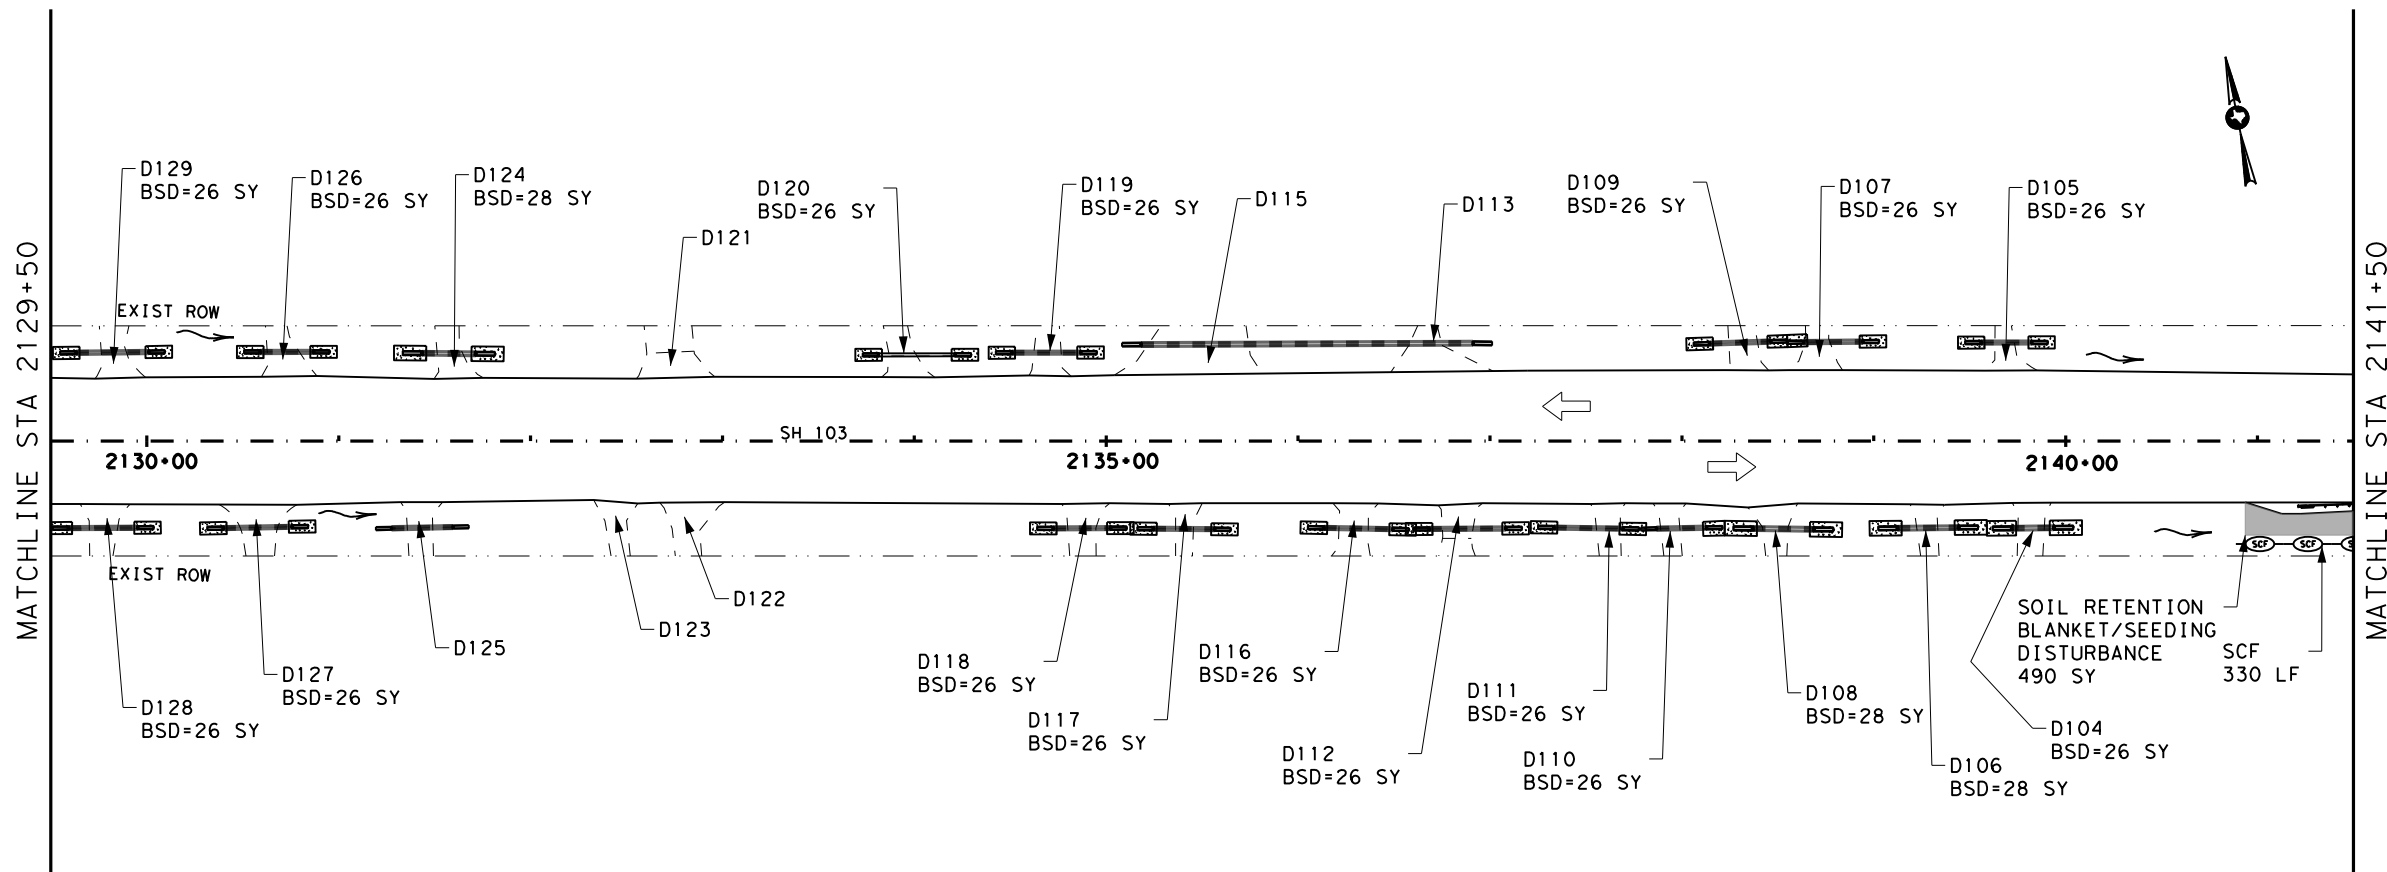 MATCHLINE STA 2129+50
D129
BSD=26 SY
D126
BSD=26 SY
D124
BSD=28 SY
D121
D120
BSD=26 SY
D119
BSD=26 SY
D115
D113
D109
BSD=26 SY
D107
BSD=26 SY
D105
BSD=26 SY
EXIST ROW
SH 103
2130+00
2135+00
2140+00
EXIST ROW
D128
BSD=26 SY
D127
BSD=26 SY
D125
D123
D122
D118
BSD=26 SY
D117
BSD=26 SY
D116
BSD=26 SY
D112
BSD=26 SY
D111
BSD=26 SY
D110
BSD=26 SY
D108
BSD=28 SY
D106
BSD=28 SY
D104
BSD=26 SY
SCF
SCF
S
SOIL RETENTION
BLANKET/SEEDING
DISTURBANCE
490 SY
SCF
330 LF
MATCHLINE STA 2141+50